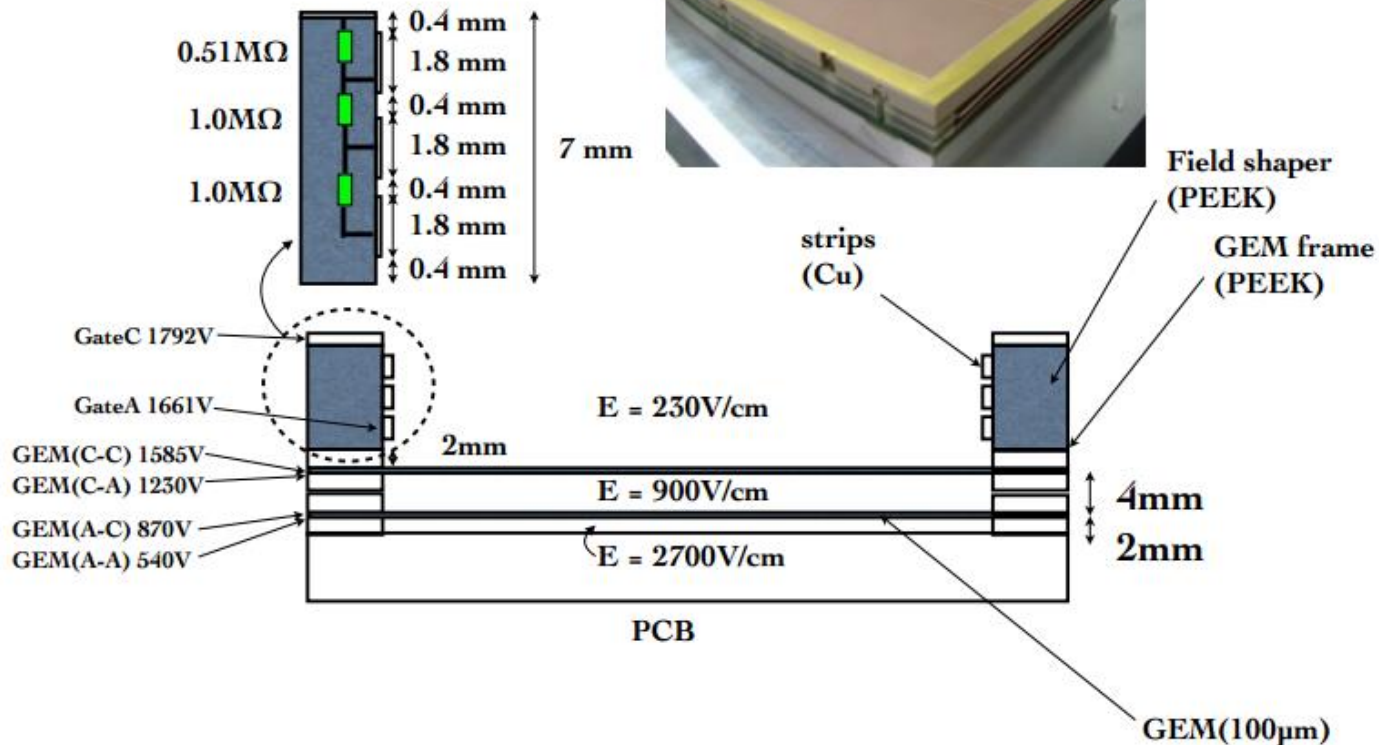 0.4 mm
0.51MΩ
1.8 mm
0.4 mm
1.0MΩ
1.8 mm
7 mm
0.4 mm
1.0MΩ
1.8 mm
0.4 mm
Field shaper
(PEEK)
strips
(Cu)
GEM frame
(PEEK)
GateC 1792V
GateA 1661V
E = 230V/cm
2mm
GEM(C-C) 1585V
GEM(C-A) 1230V
E = 900V/cm
4mm
GEM(A-C) 870V
GEM(A-A) 540V
E = 2700V/cm
2mm
PCB
GEM(100μm)